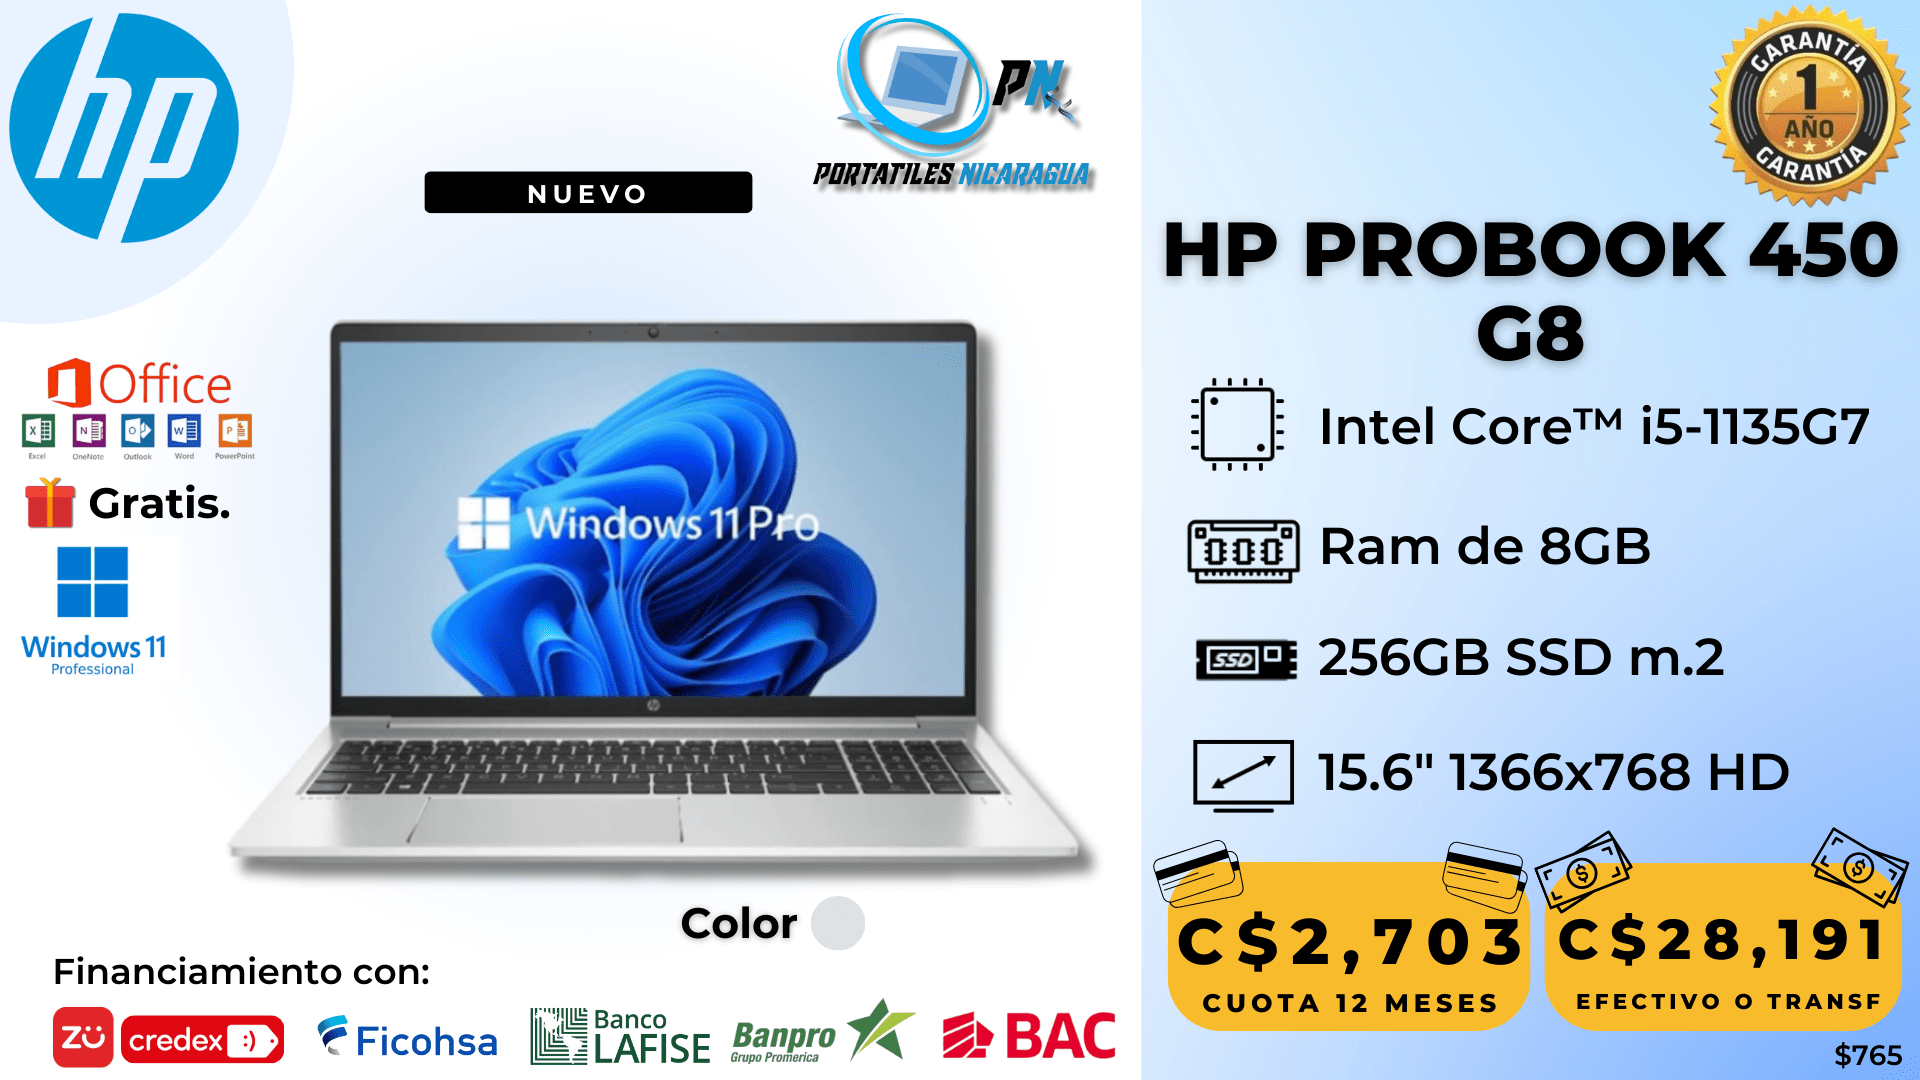 hp
PN
PORTATILES NICARAGUA
NUEVO
GARANTÍA
1
AÑO
GARANTÍA
HP PROBOOK 450
G8
Intel Core™ i5-1135G7
Ram de 8GB
SSD
256GB SSD m.2
15.6" 1366x768 HD
Office
Excel OneNote Outlook Word PowerPoint
Gratis.
Windows 11
Professional
Windows 11 Pro
hp
Color
Financiamiento con:
zū
credex :)
Ficohsa
Banco
LAFISE
Banpro
Grupo Promerica
BAC
C$2,703
CUOTA 12 MESES
C$28,191
EFECTIVO O TRANSF
$765